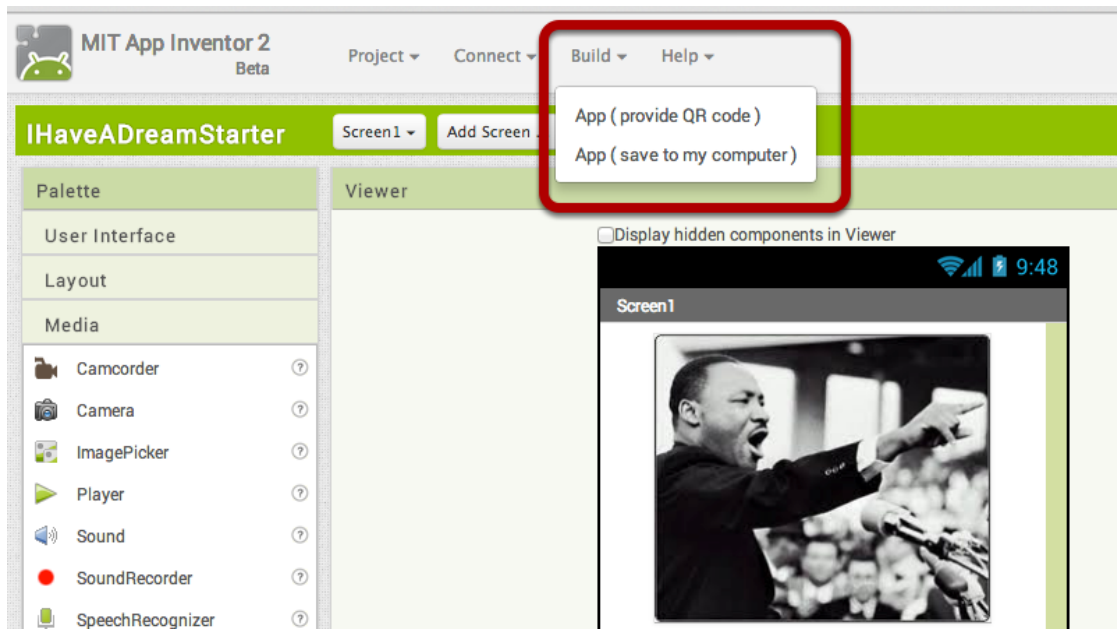 MIT App Inventor 2
Beta
Project Connect Build Help
App ( provide QR code )
App ( save to my computer )
IHaveADreamStarter
Screen1 Add Screen
Palette
User Interface
Layout
Media
Camcorder ?
Camera ?
ImagePicker ?
Player ?
Sound ?
SoundRecorder ?
SpeechRecognizer ?
Viewer
Display hidden components in Viewer
9:48
Screen1